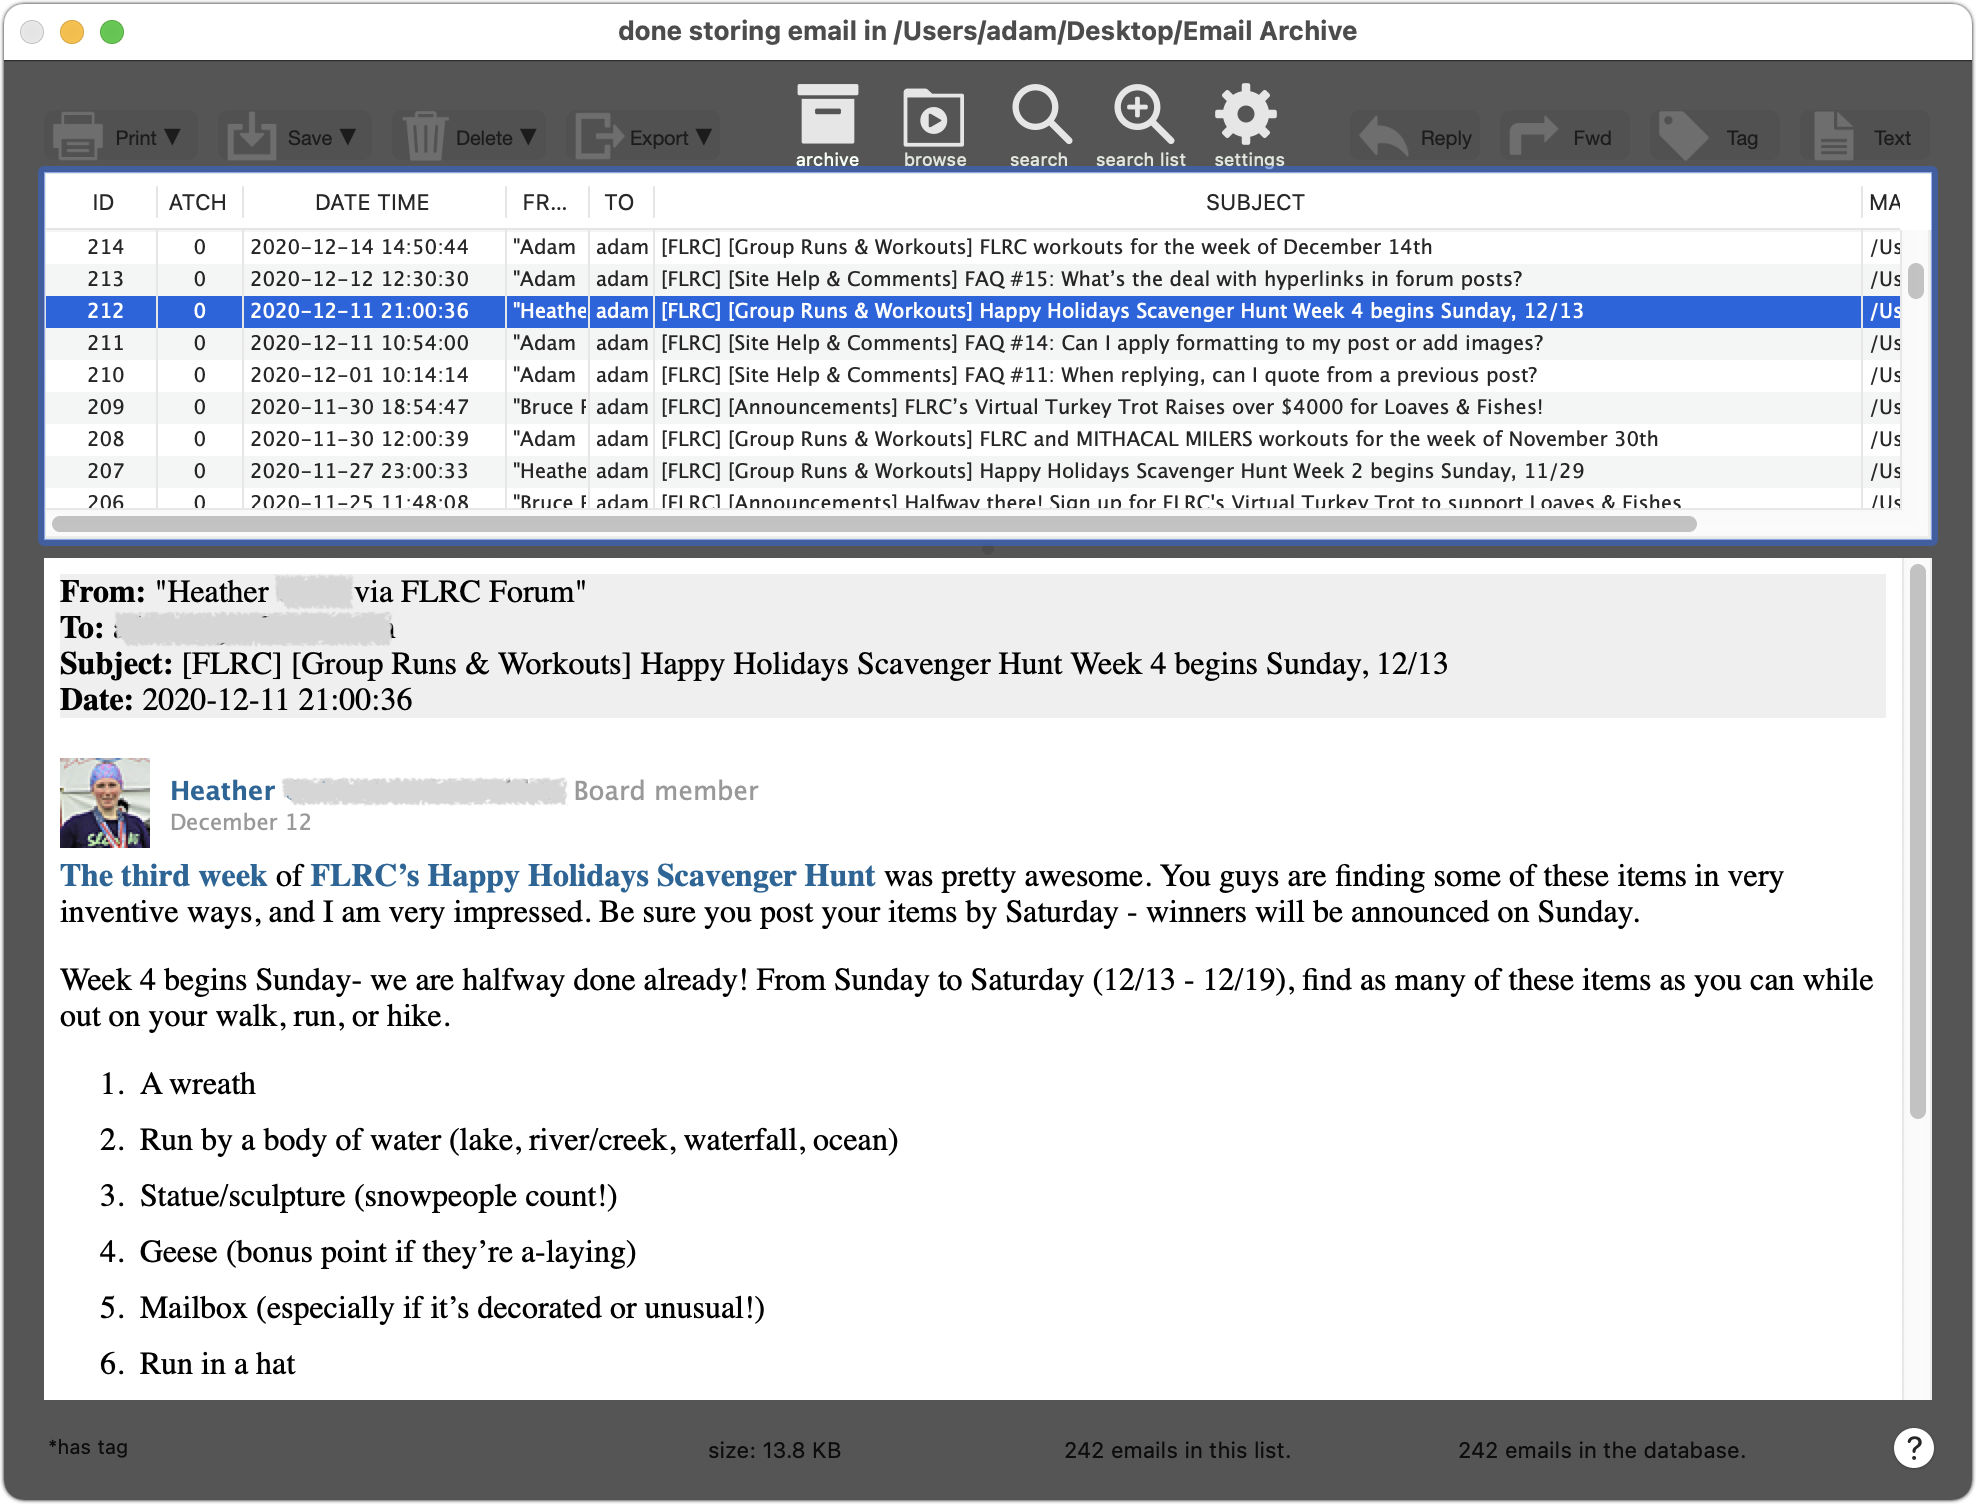 done storing email in /Users/adam/Desktop/Email Archive
Print ▼ Save ▼ Delete ▼ Export ▼ archive browse search search list settings Reply Fwd Tag Text
ID ATCH DATE TIME FR... TO SUBJECT MA
214 0 2020-12-14 14:50:44 "Adam adam [FLRC] [Group Runs & Workouts] FLRC workouts for the week of December 14th /Us
213 0 2020-12-12 12:30:30 "Adam adam [FLRC] [Site Help & Comments] FAQ #15: What’s the deal with hyperlinks in forum posts? /Us
212 0 2020-12-11 21:00:36 "Heathe adam [FLRC] [Group Runs & Workouts] Happy Holidays Scavenger Hunt Week 4 begins Sunday, 12/13 /Us
211 0 2020-12-11 10:54:00 "Adam adam [FLRC] [Site Help & Comments] FAQ #14: Can I apply formatting to my post or add images? /Us
210 0 2020-12-01 10:14:14 "Adam adam [FLRC] [Site Help & Comments] FAQ #11: When replying, can I quote from a previous post? /Us
209 0 2020-11-30 18:54:47 "Bruce adam [FLRC] [Announcements] FLRC’s Virtual Turkey Trot Raises over $4000 for Loaves & Fishes! /Us
208 0 2020-11-30 12:00:39 "Adam adam [FLRC] [Group Runs & Workouts] FLRC and MITHACAL MILERS workouts for the week of November 30th /Us
207 0 2020-11-27 23:00:33 "Heathe adam [FLRC] [Group Runs & Workouts] Happy Holidays Scavenger Hunt Week 2 begins Sunday, 11/29 /Us
206 0 2020-11-25 11:48:08 "Bruce adam [FLRC] [Announcements] Halfway there! Sign up for FLRC's Virtual Turkey Trot to support Loaves & Fishes /Us
From: "Heather via FLRC Forum"
To:
Subject: [FLRC] [Group Runs & Workouts] Happy Holidays Scavenger Hunt Week 4 begins Sunday, 12/13
Date: 2020-12-11 21:00:36
Heather Board member
December 12
The third week of FLRC’s Happy Holidays Scavenger Hunt was pretty awesome. You guys are finding some of these items in very
inventive ways, and I am very impressed. Be sure you post your items by Saturday - winners will be announced on Sunday.
Week 4 begins Sunday- we are halfway done already! From Sunday to Saturday (12/13 - 12/19), find as many of these items as you can while
out on your walk, run, or hike.
1. A wreath
2. Run by a body of water (lake, river/creek, waterfall, ocean)
3. Statue/sculpture (snowpeople count!)
4. Geese (bonus point if they’re a-laying)
5. Mailbox (especially if it’s decorated or unusual!)
6. Run in a hat
*has tag size: 13.8 KB 242 emails in this list. 242 emails in the database. ?